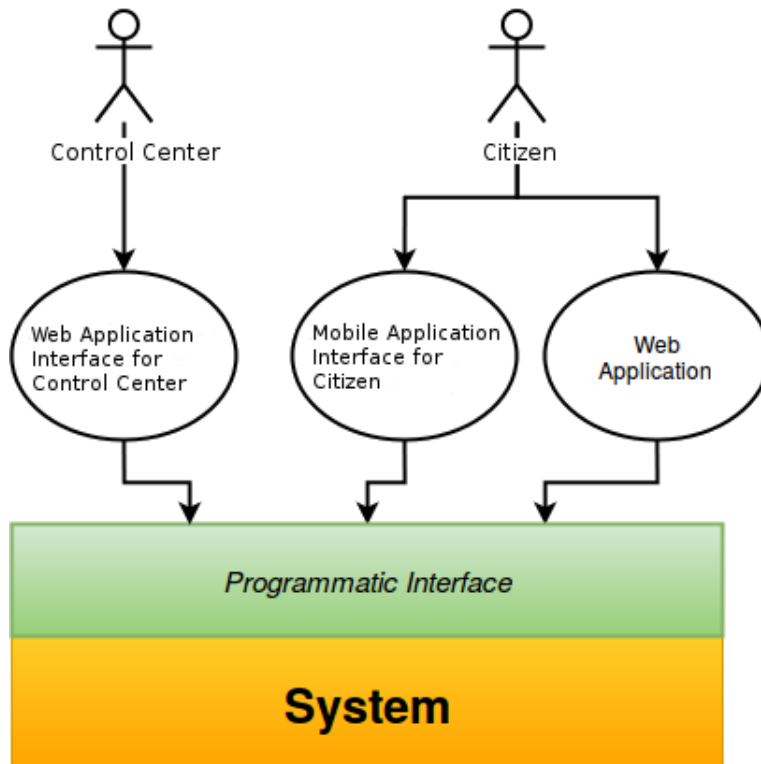 Control Center
Citizen
Web Application
Interface for
Control Center
Mobile Application
Interface for
Citizen
Web
Application
Programmatic Interface
System